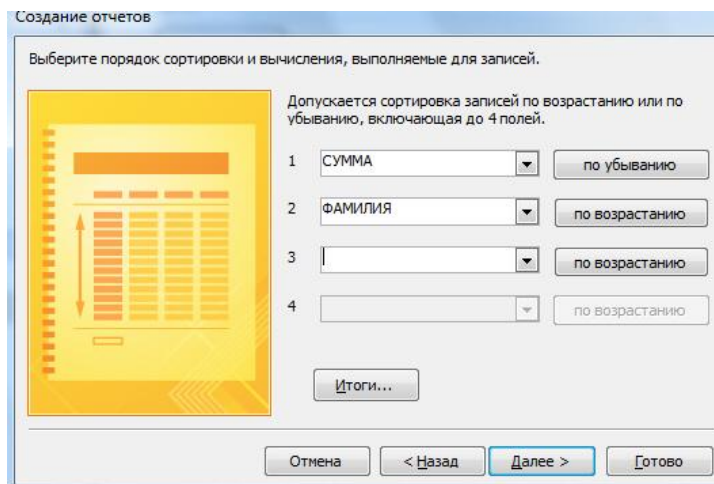 Создание отчетов
Выберите порядок сортировки и вычисления, выполняемые для записей.
Допускается сортировка записей по возрастанию или по
убыванию, включающая до 4 полей.
1 СУММА по убыванию
2 ФАМИЛИЯ по возрастанию
3 по возрастанию
4 по возрастанию
Итоги...
Отмена < Назад Далее > Готово